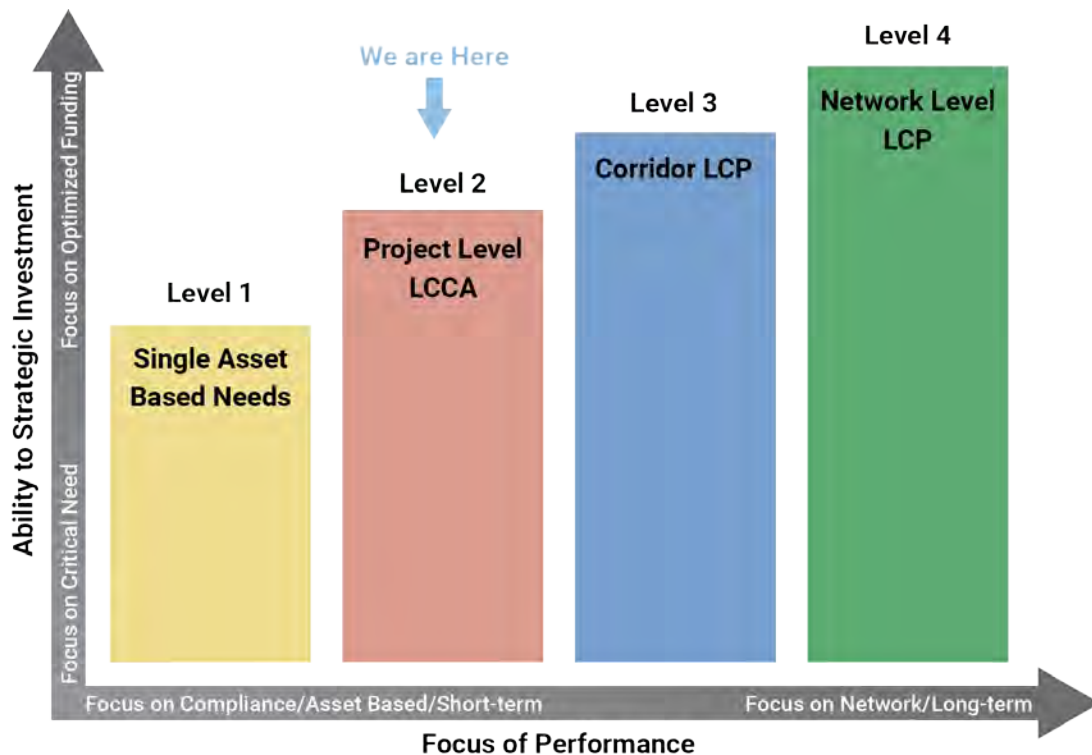 Level 4
We are Here
Network Level
LCP
Level 3
Corridor LCP
Level 2
Project Level
LCCA
Level 1
Single Asset
Based Needs
Ability to Strategic Investment
Focus on Optimized Funding
Focus on Critical Need
Focus on Compliance/Asset Based/Short-term
Focus on Network/Long-term
Focus of Performance